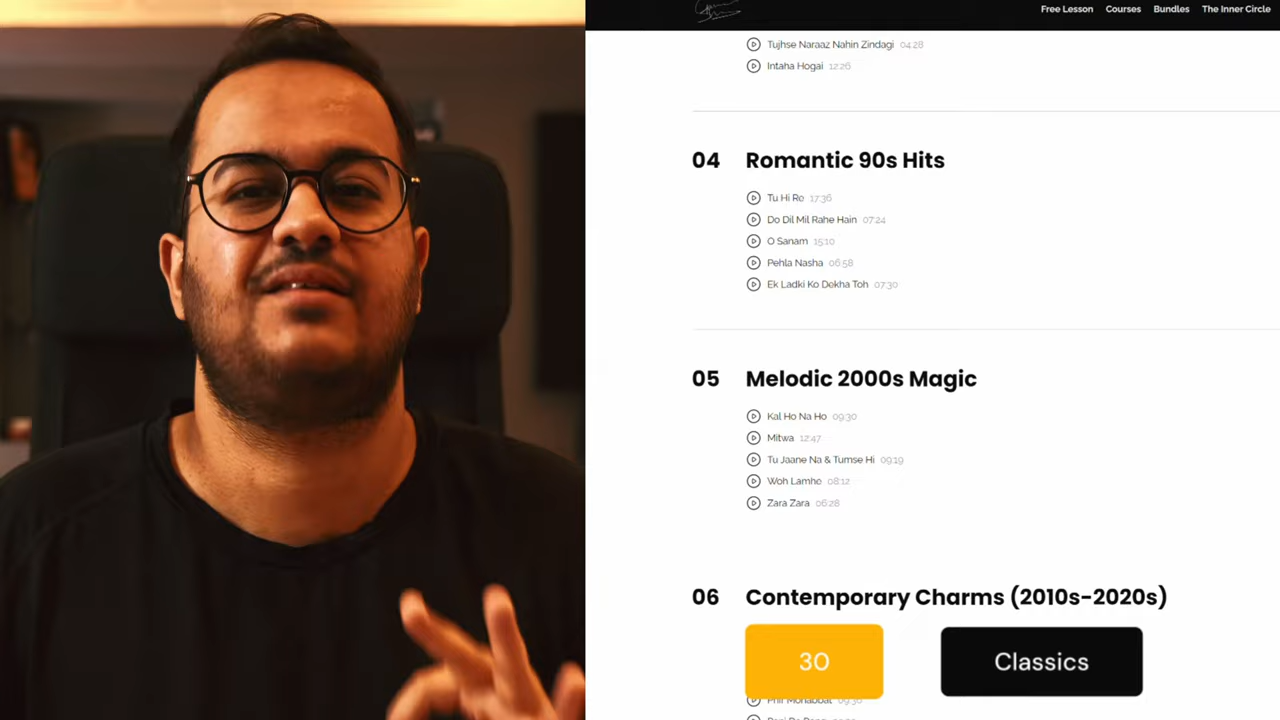 Free Lesson Courses Bundles The Inner Circle
Tujhse Naraaz Nahin Zindagi 04:28
Intaha Hogai 12:26
04 Romantic 90s Hits
Tu Hi Re 17:36
Do Dil Mil Rahe Hain 07:24
O Sanam 15:10
Pehla Nasha 06:58
Ek Ladki Ko Dekha Toh 07:30
05 Melodic 2000s Magic
Kal Ho Na Ho 09:30
Mitwa 12:47
Tu Jaane Na & Tumse Hi 09:19
Woh Lamhe 08:12
Zara Zara 06:28
06 Contemporary Charms (2010s-2020s)
30 Classics